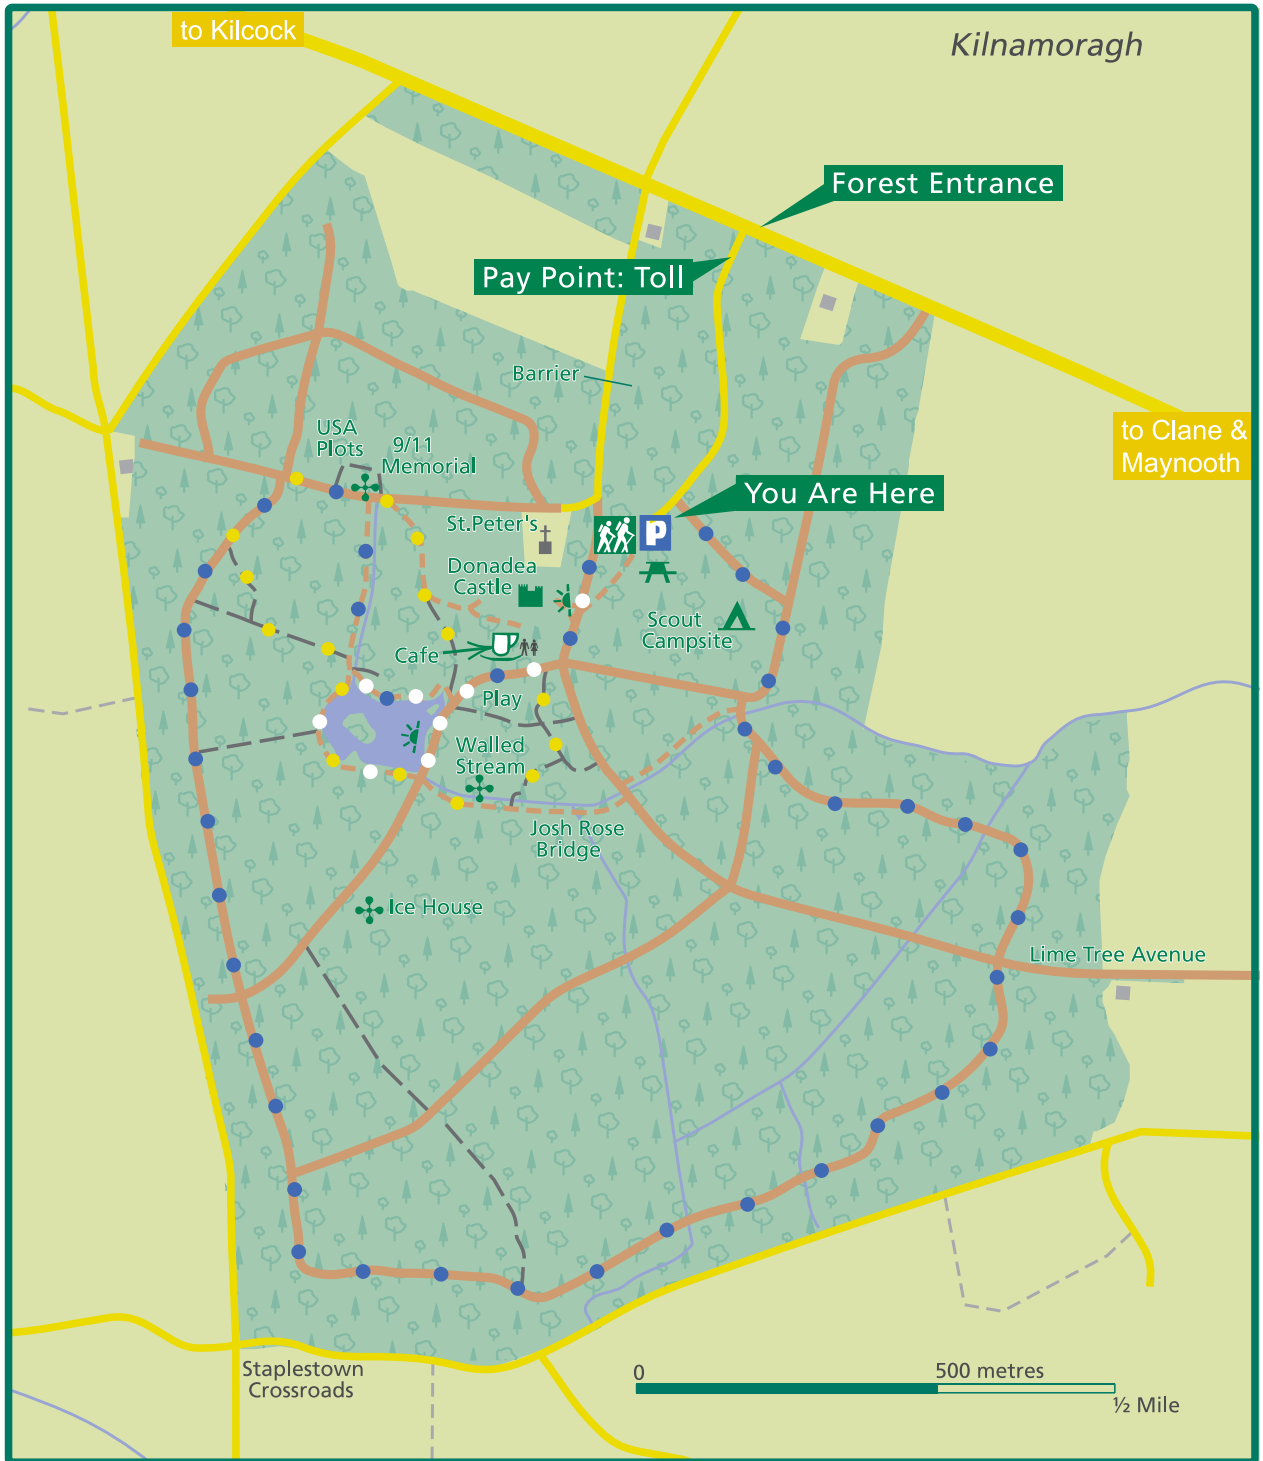 to Kilcock
Kilnamoragh
Forest Entrance
Pay Point: Toll
Barrier
to Clane &
Maynooth
USA
Plots
9/11
Memorial
You Are Here
St.Peter's
P
Donadea
Castle
Scout
Campsite
Cafe
Play
Walled
Stream
Josh Rose
Bridge
Ice House
Lime Tree Avenue
Staplestown
Crossroads
0
500 metres
½ Mile